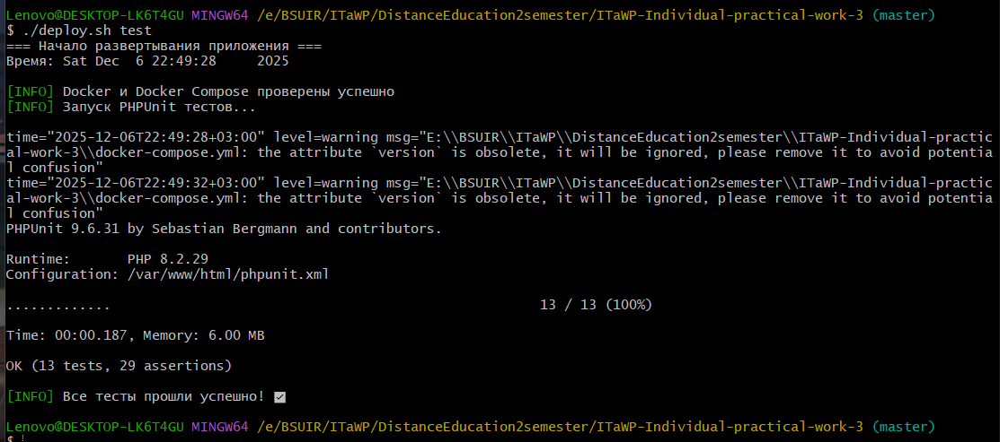 Lenovo@DESKTOP-LK6T4GU MINGW64 /e/BSUIR/ITaWP/DistanceEducation2semester/ITaWP-Individual-practical-work-3 (master)
$ ./deploy.sh test
=== Начало развертывания приложения ===
Время: Sat Dec  6 22:49:28     2025
[INFO] Docker и Docker Compose проверены успешно
[INFO] Запуск PHPUnit тестов...
time="2025-12-06T22:49:28+03:00" level=warning msg="E:\\BSUIR\\ITaWP\\DistanceEducation2semester\\ITaWP-Individual-practic
al-work-3\\docker-compose.yml: the attribute `version` is obsolete, it will be ignored, please remove it to avoid potentia
l confusion"
time="2025-12-06T22:49:32+03:00" level=warning msg="E:\\BSUIR\\ITaWP\\DistanceEducation2semester\\ITaWP-Individual-practic
al-work-3\\docker-compose.yml: the attribute `version` is obsolete, it will be ignored, please remove it to avoid potentia
l confusion"
PHPUnit 9.6.31 by Sebastian Bergmann and contributors.
Runtime:       PHP 8.2.29
Configuration: /var/www/html/phpunit.xml
.............                                                     13 / 13 (100%)
Time: 00:00.187, Memory: 6.00 MB
OK (13 tests, 29 assertions)
[INFO] Все тесты прошли успешно! ✅
Lenovo@DESKTOP-LK6T4GU MINGW64 /e/BSUIR/ITaWP/DistanceEducation2semester/ITaWP-Individual-practical-work-3 (master)
$